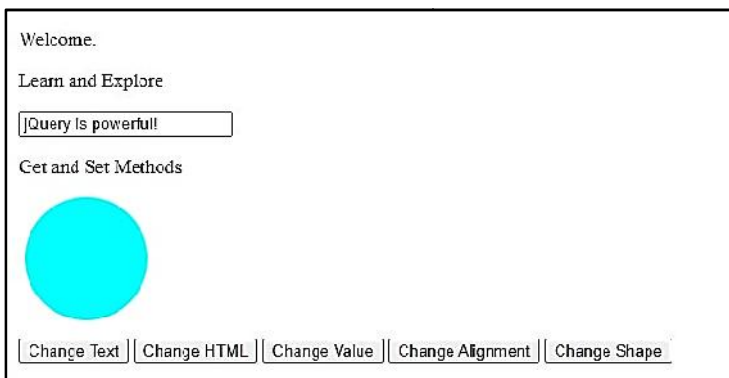 Welcome.
Learn and Explore
jQuery is powerful!
Get and Set Methods
Change Text Change HTML Change Value Change Alignment Change Shape